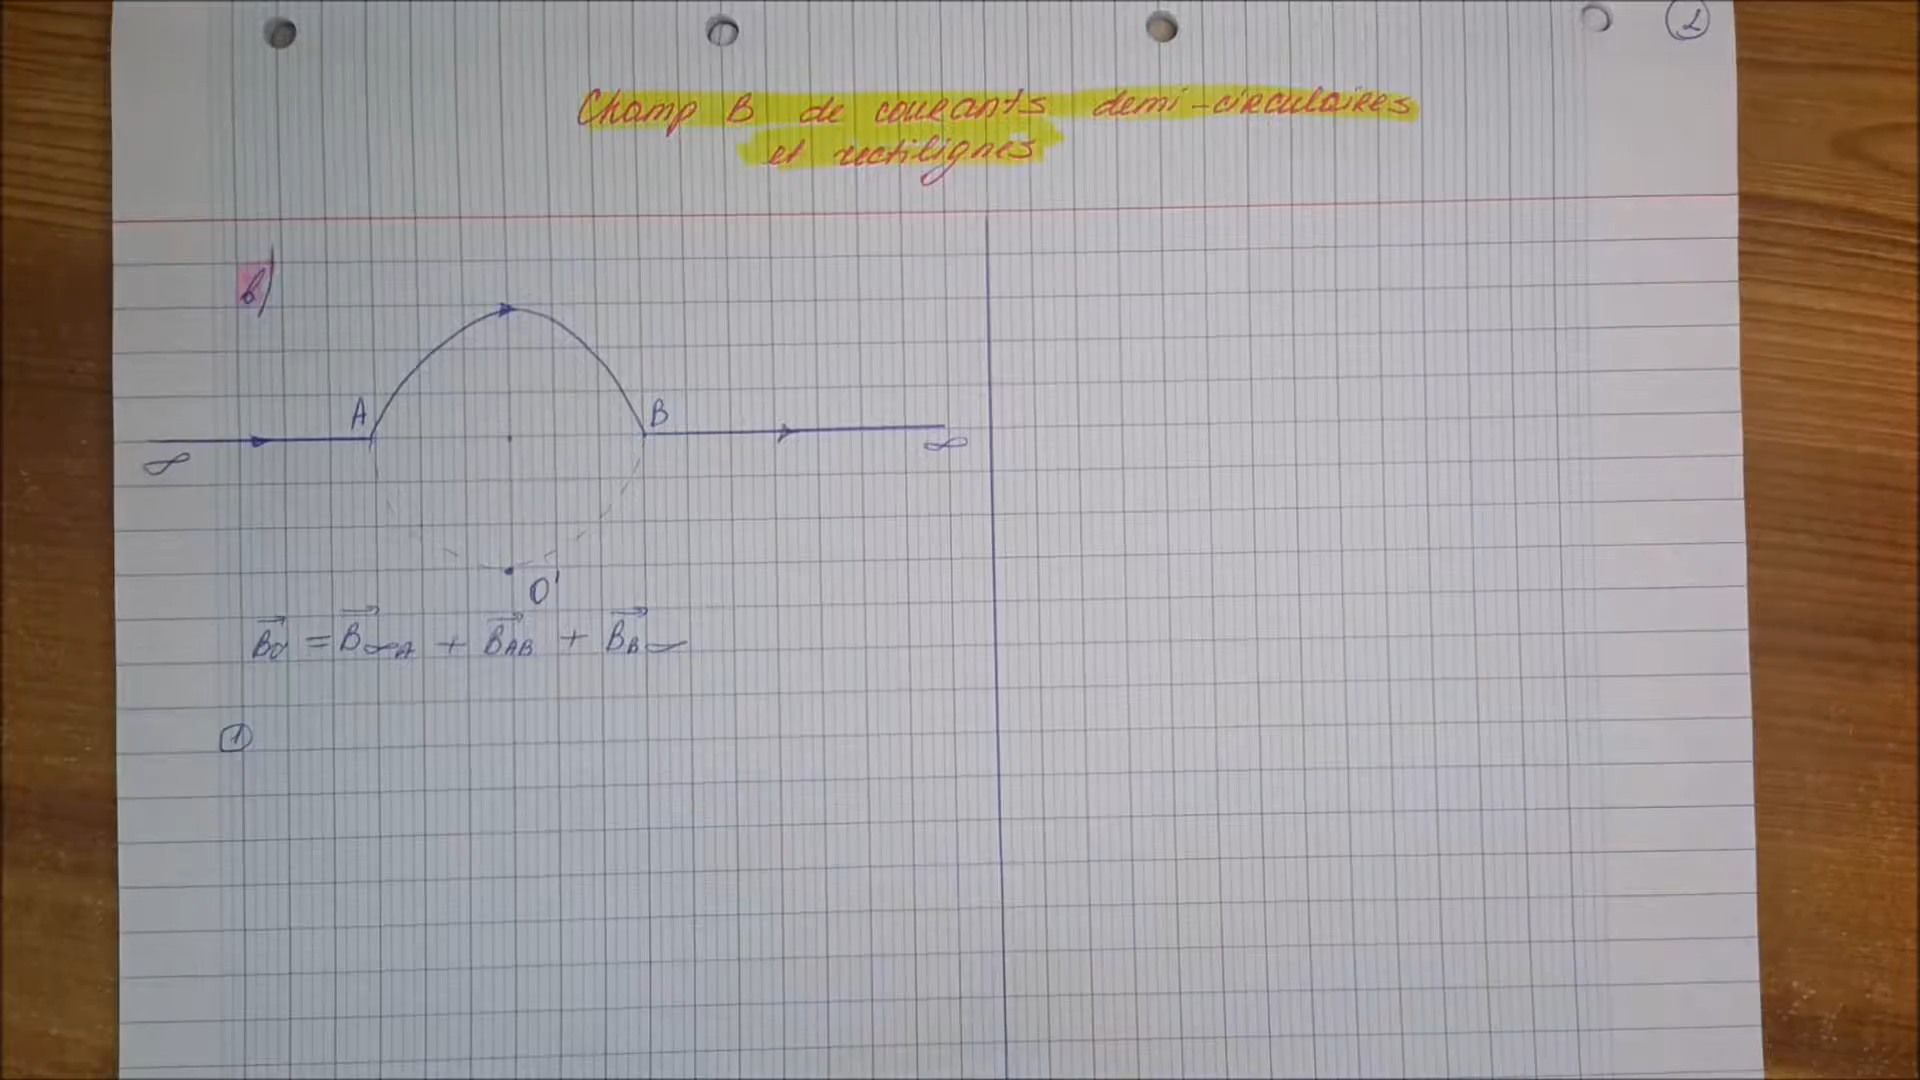 2
Champ B de courants demi-circulaires
et rectilignes
b)
A
B
∞
∞
O'
B⃗O' = B⃗∞A + B⃗AB + B⃗B∞
①